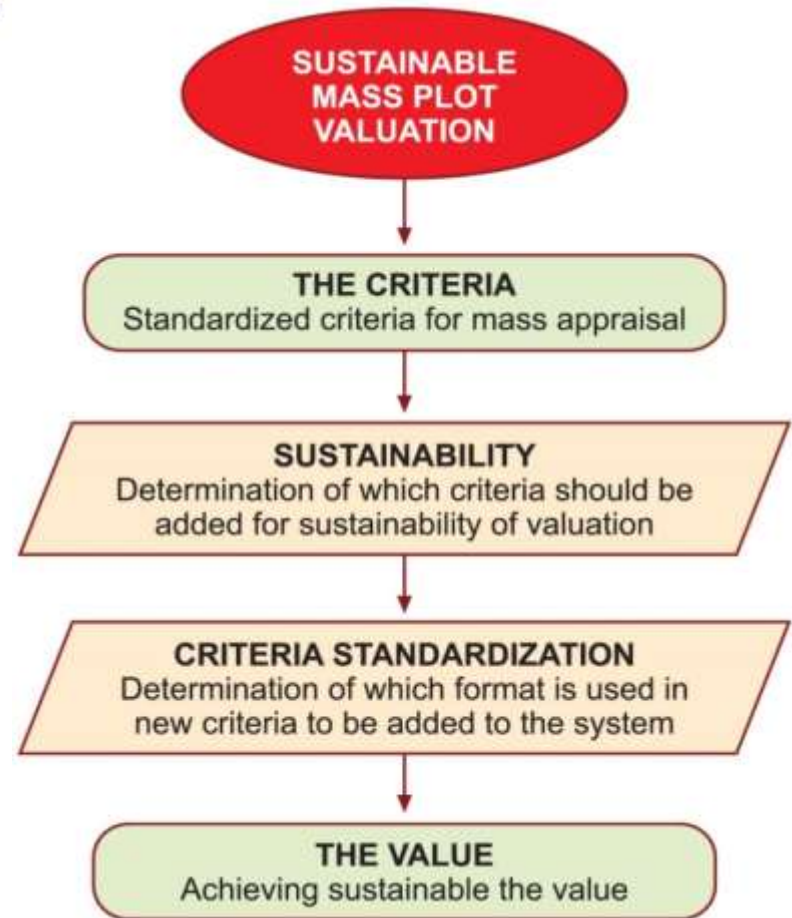 SUSTAINABLE
MASS PLOT
VALUATION
THE CRITERIA
Standardized criteria for mass appraisal
SUSTAINABILITY
Determination of which criteria should be
added for sustainability of valuation
CRITERIA STANDARDIZATION
Determination of which format is used in
new criteria to be added to the system
THE VALUE
Achieving sustainable the value